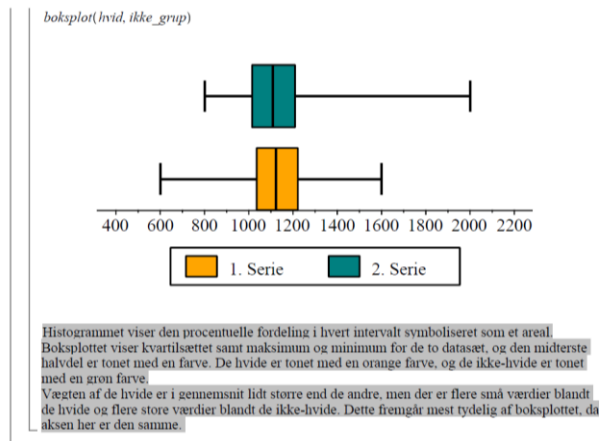 boksplot(hvid, ikke_grup)
400 600 800 1000 1200 1400 1600 1800 2000 2200
1. Serie 2. Serie
Histogrammet viser den procentuelle fordeling i hvert intervalt symboliseret som et areal.
Boksplottet viser kvartilsættet samt maksimum og minimum for de to datasæt, og den midterste
halvdel er tonet med en farve. De hvide er tonet med en orange farve, og de ikke-hvide er tonet
med en grøn farve.
Vægten af de hvide er i gennemsnit lidt større end de andre, men der er flere små værdier blandt
de hvide og flere store værdier blandt de ikke-hvide. Dette fremgår mest tydelig af boksplottet, da
aksen her er den samme.